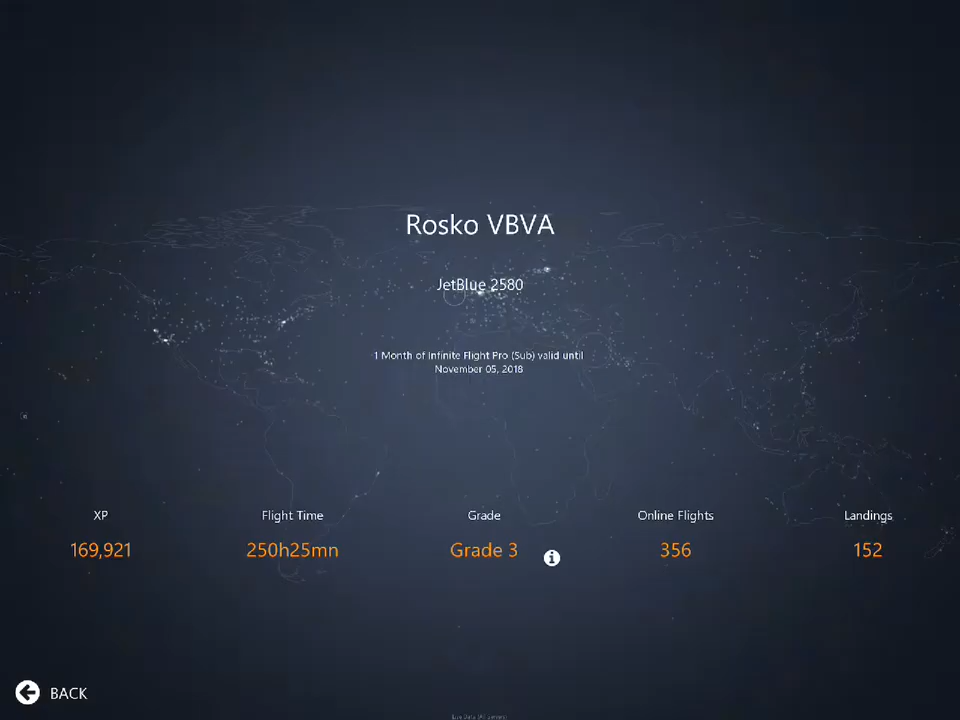 Rosko VBVA
JetBlue 2580
1 Month of Infinite Flight Pro (Sub) valid until
November 05, 2018
XP
Flight Time
Grade
Online Flights
Landings
169,921
250h25mn
Grade 3
356
152
BACK